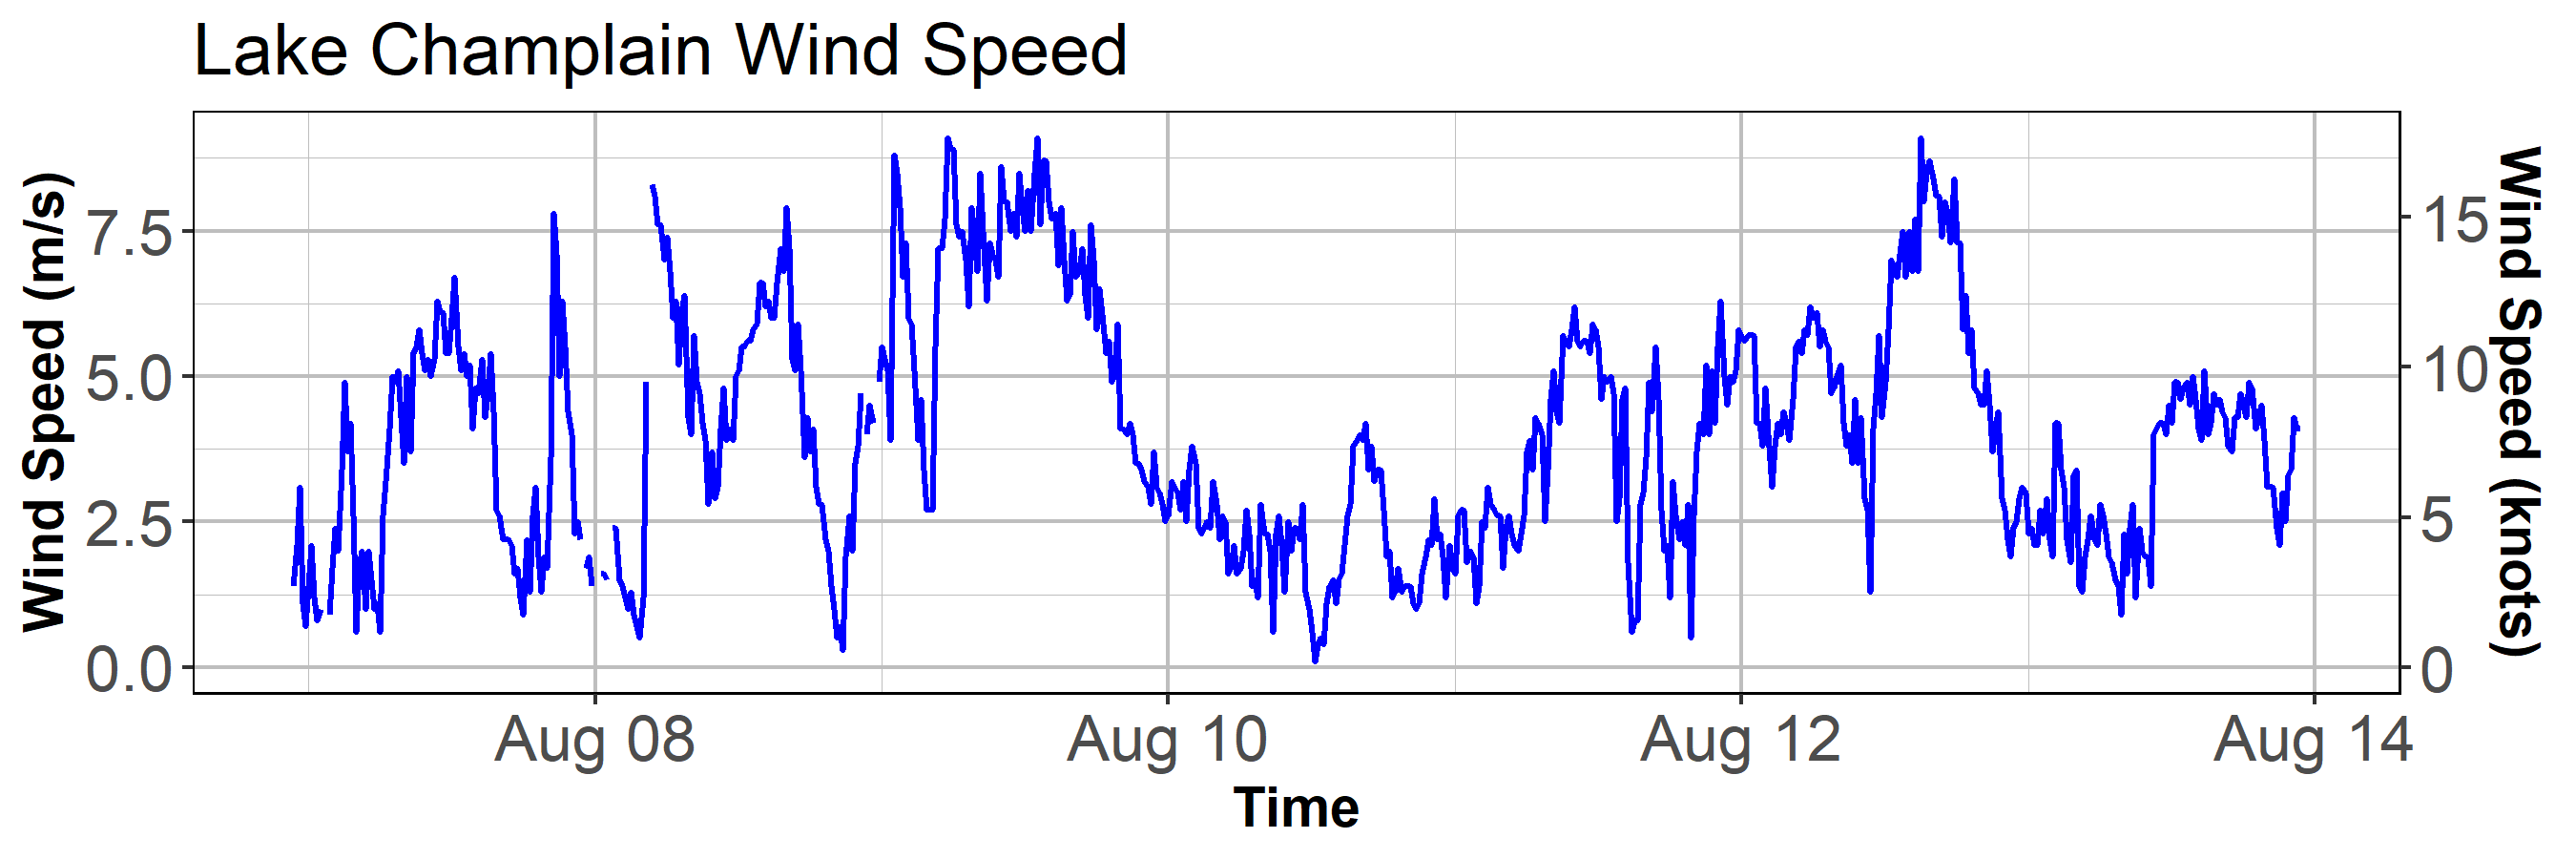 Lake Champlain Wind Speed
Wind Speed (m/s)
7.5
5.0
2.5
0.0
15
10
5
0
Wind Speed (knots)
Aug 08
Aug 10
Aug 12
Aug 14
Time